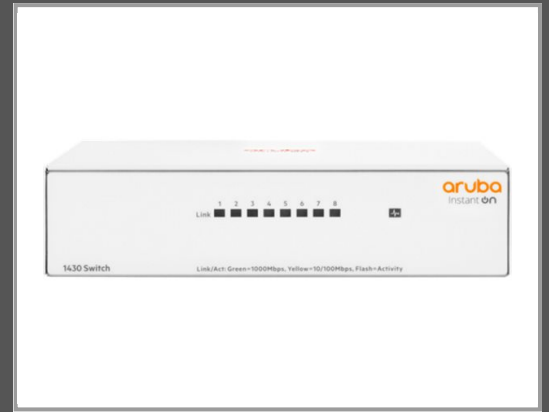 aruba
Instant On
1 2 3 4 5 6 7 8
Link
1430 Switch
Link/Act: Green=1000Mbps, Yellow=10/100Mbps, Flash=Activity